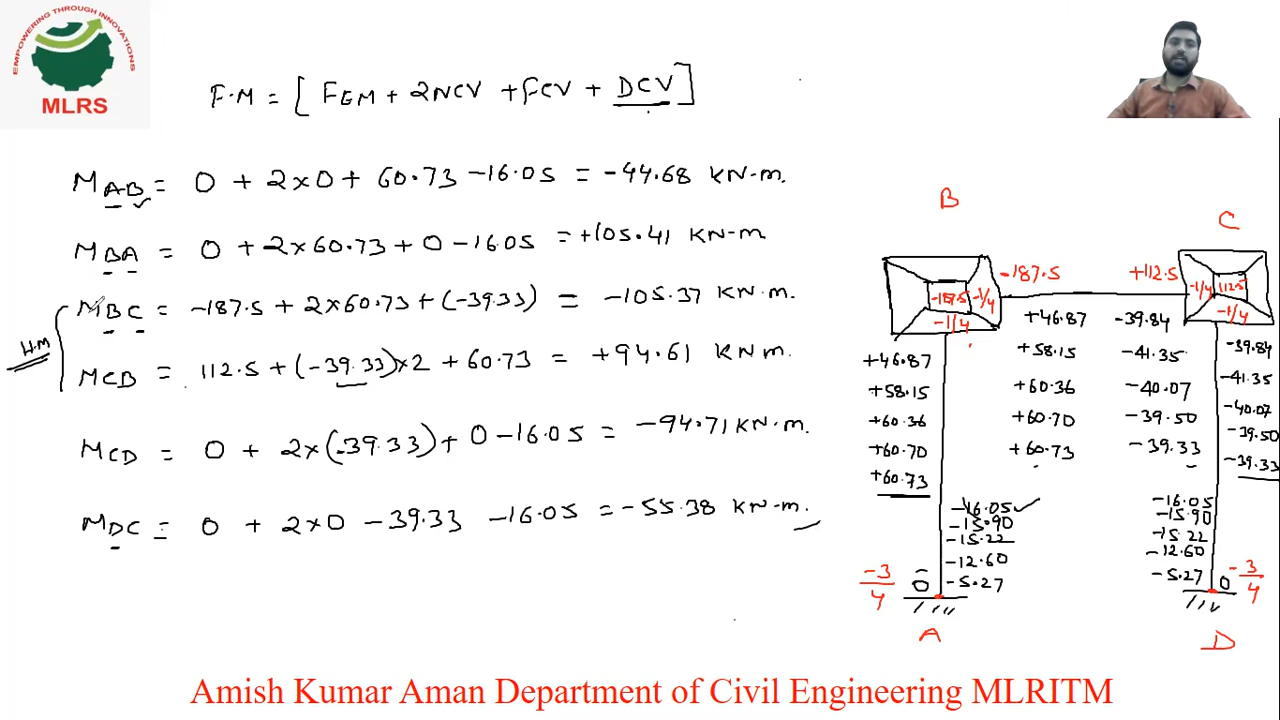 EMPOWERING THROUGH INNOVATIONS
MLRS
F.M = [ FEM + 2NCV + FCV + DCV ]
MAB = 0 + 2×0 + 60.73 -16.05 = -44.68 KN-m.
MBA = 0 + 2×60.73 + 0 -16.05 = +105.41 KN-m
MBC = -187.5 + 2×60.73 + (-39.33) = -105.37 KN.m.
H.M
MCB = 112.5 + (-39.33)×2 + 60.73 = +94.61 KN m.
MCD = 0 + 2×(-39.33) + 0 -16.05 = -94.71 KN.m.
MDC = 0 + 2×0 -39.33 -16.05 = -55.38 KN-m.
B
C
-187.5 +112.5
-187.5 -1/4 -1/4 112.5
-1/4 -1/4
+46.87 -39.84
+46.87 +58.15 -41.35 -39.84
+58.15 +60.36 -40.07 -41.35
+60.36 +60.70 -39.50 -40.07
+60.70 +60.73 -39.33 -39.50
+60.73 -39.33
-16.05 -16.05
-15.90 -15.90
-15.22 -15.22
-12.60 -12.60
-3/4 0 -5.27 -5.27 0 -3/4
A
D
Amish Kumar Aman Department of Civil Engineering MLRITM